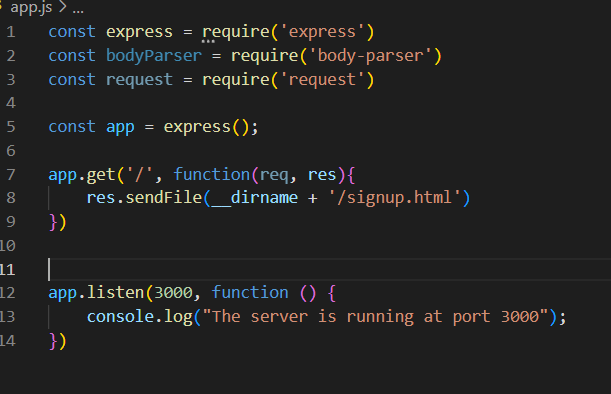 app.js > ...
1 const express = require('express')
2 const bodyParser = require('body-parser')
3 const request = require('request')
4
5 const app = express();
6
7 app.get('/', function(req, res){
8     res.sendFile(__dirname + '/signup.html')
9 })
10
11
12 app.listen(3000, function () {
13     console.log("The server is running at port 3000");
14 })